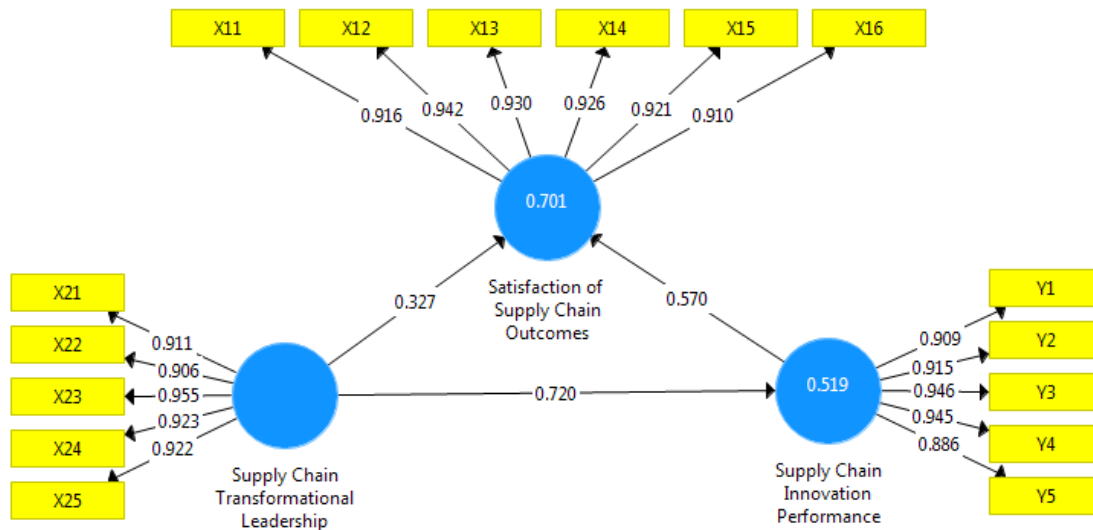 X11
X12
X13
X14
X15
X16
0.916
0.942
0.930
0.926
0.921
0.910
0.701
Satisfaction of
Supply Chain
Outcomes
0.327
0.570
X21
X22
X23
X24
X25
0.911
0.906
0.955
0.923
0.922
Supply Chain
Transformational
Leadership
0.720
0.519
Supply Chain
Innovation
Performance
0.909
0.915
0.946
0.945
0.886
Y1
Y2
Y3
Y4
Y5